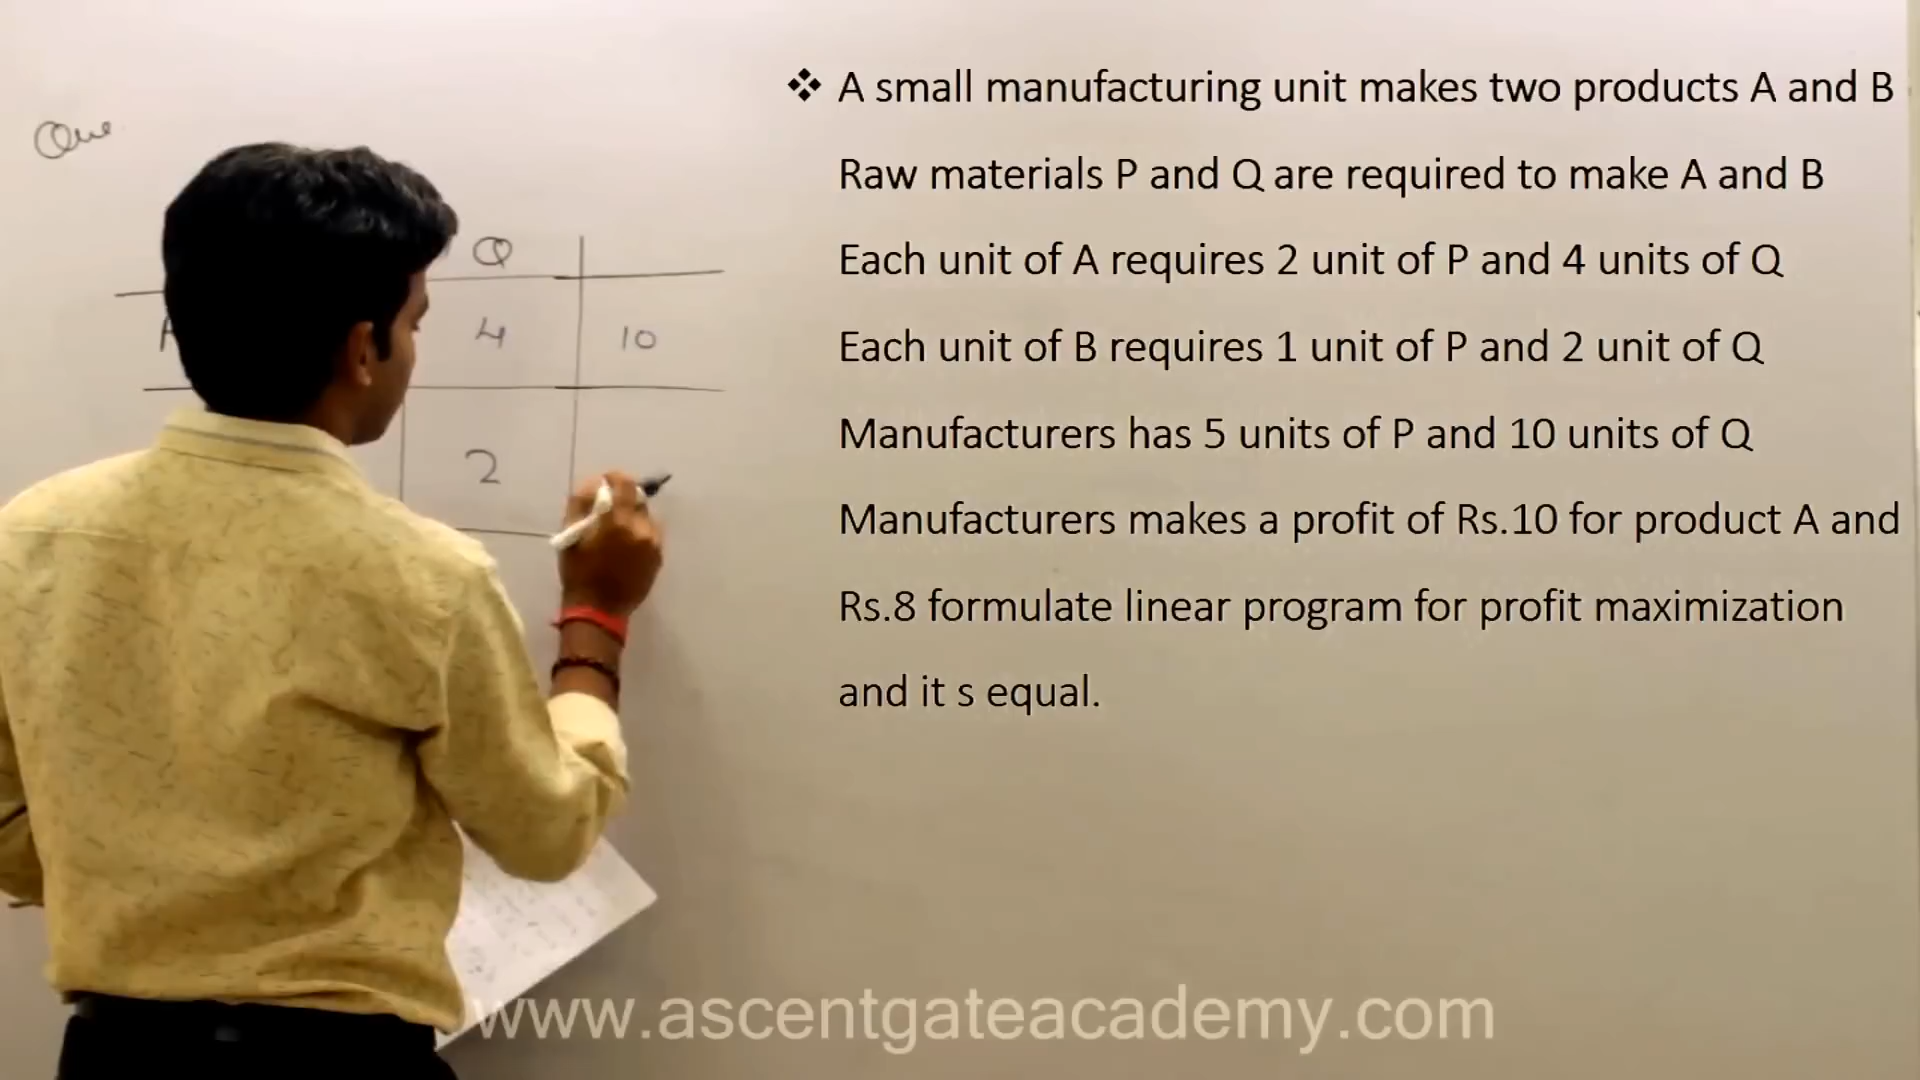 Que
Q
A 4 10
2
❖ A small manufacturing unit makes two products A and B
Raw materials P and Q are required to make A and B
Each unit of A requires 2 unit of P and 4 units of Q
Each unit of B requires 1 unit of P and 2 unit of Q
Manufacturers has 5 units of P and 10 units of Q
Manufacturers makes a profit of Rs.10 for product A and
Rs.8 formulate linear program for profit maximization
and it s equal.
www.ascentgateacademy.com